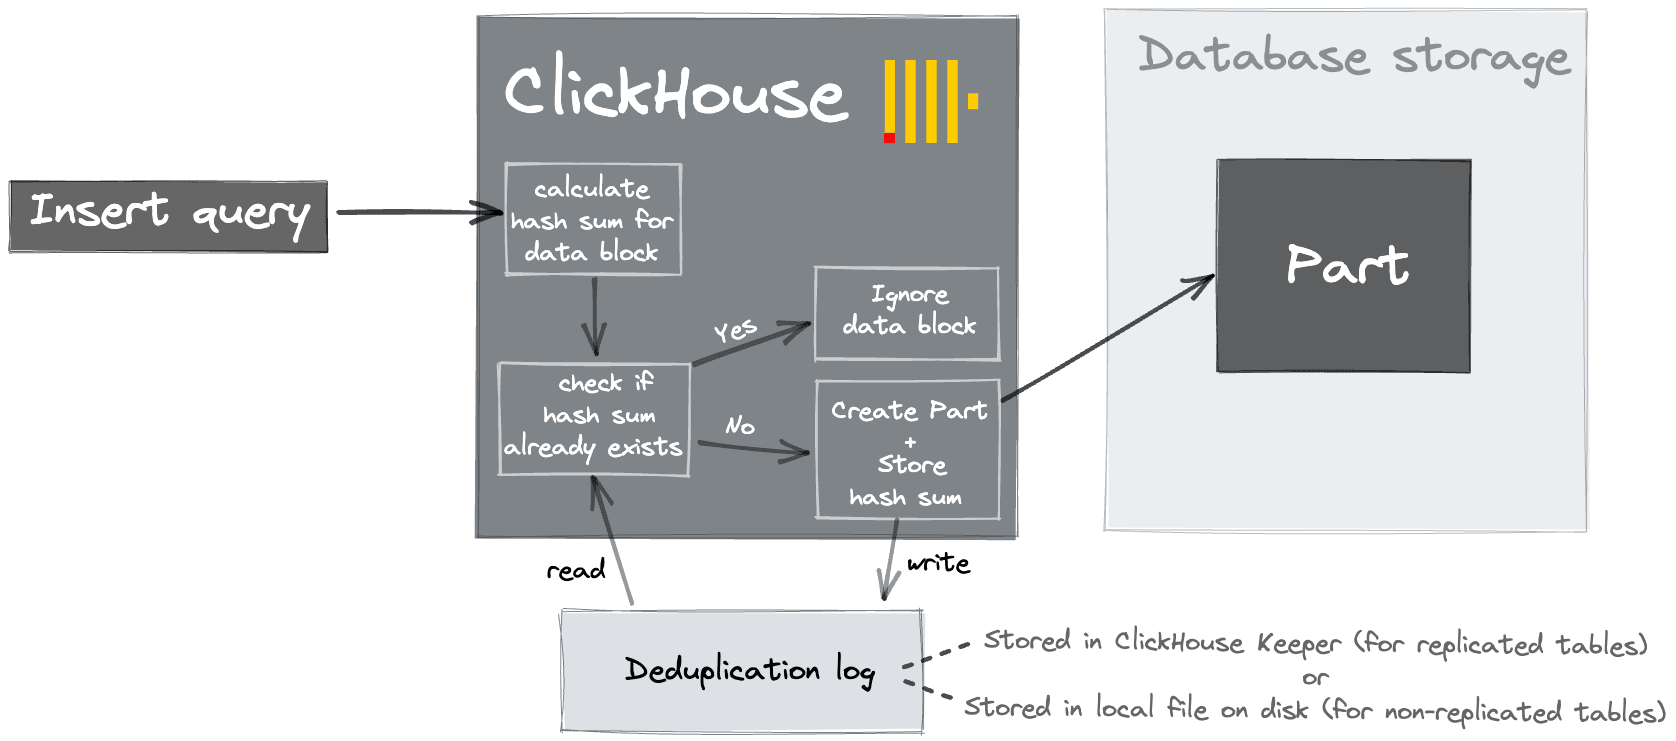 ClickHouse
Database storage
Insert query
calculate
hash sum for
data block
Part
Ignore
data block
Yes
check if
hash sum
already exists
No
Create Part
+
Store
hash sum
read
write
Deduplication log
Stored in ClickHouse Keeper (for replicated tables)
or
Stored in local file on disk (for non-replicated tables)